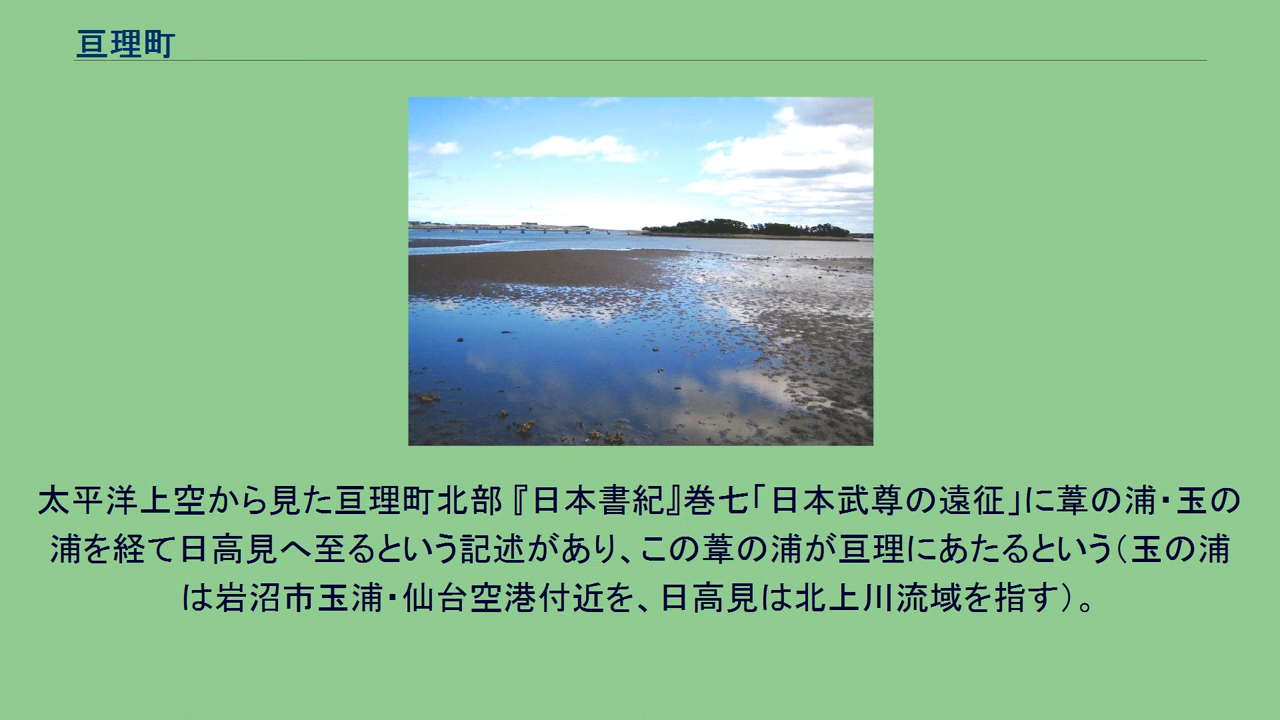 亘理町
太平洋上空から見た亘理町北部 『日本書紀』巻七「日本武尊の遠征」に葦の浦・玉の
浦を経て日高見へ至るという記述があり、この葦の浦が亘理にあたるという（玉の浦
は岩沼市玉浦・仙台空港付近を、日高見は北上川流域を指す）。